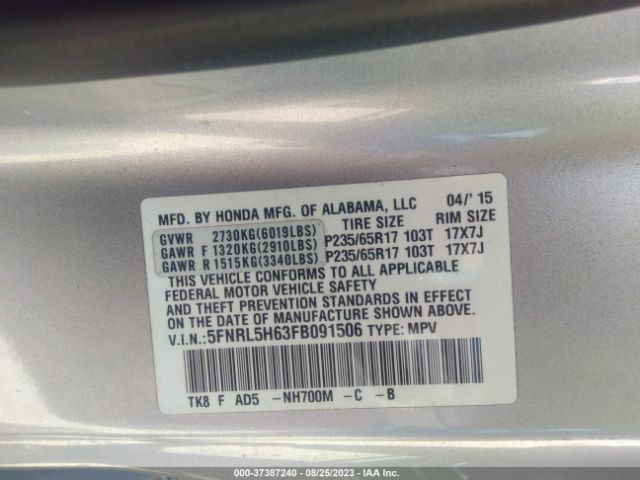 MFD. BY HONDA MFG. OF ALABAMA, LLC 04/'15
TIRE SIZE RIM SIZE
GVWR 2730KG(6019LBS)
GAWR F 1320KG(2910LBS) P235/65R17 103T 17X7J
GAWR R 1515KG(3340LBS) P235/65R17 103T 17X7J
THIS VEHICLE CONFORMS TO ALL APPLICABLE
FEDERAL MOTOR VEHICLE SAFETY
AND THEFT PREVENTION STANDARDS IN EFFECT
ON THE DATE OF MANUFACTURE SHOWN ABOVE.
V.I.N.:5FNRL5H63FB091506 TYPE: MPV
TK8 F AD5 -NH700M -C -B
000-37387240 - 08/25/2023 - IAA Inc.